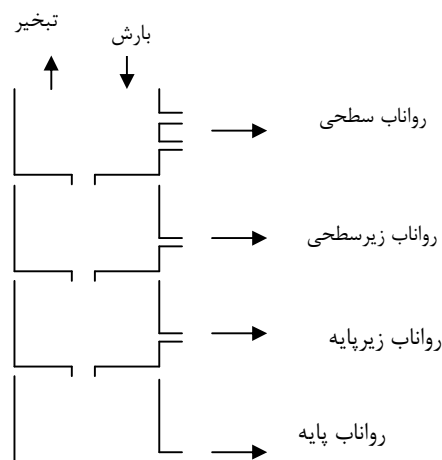 تبخیر
بارش
رواناب سطحی
رواناب زیرسطحی
رواناب زیرپایه
رواناب پایه